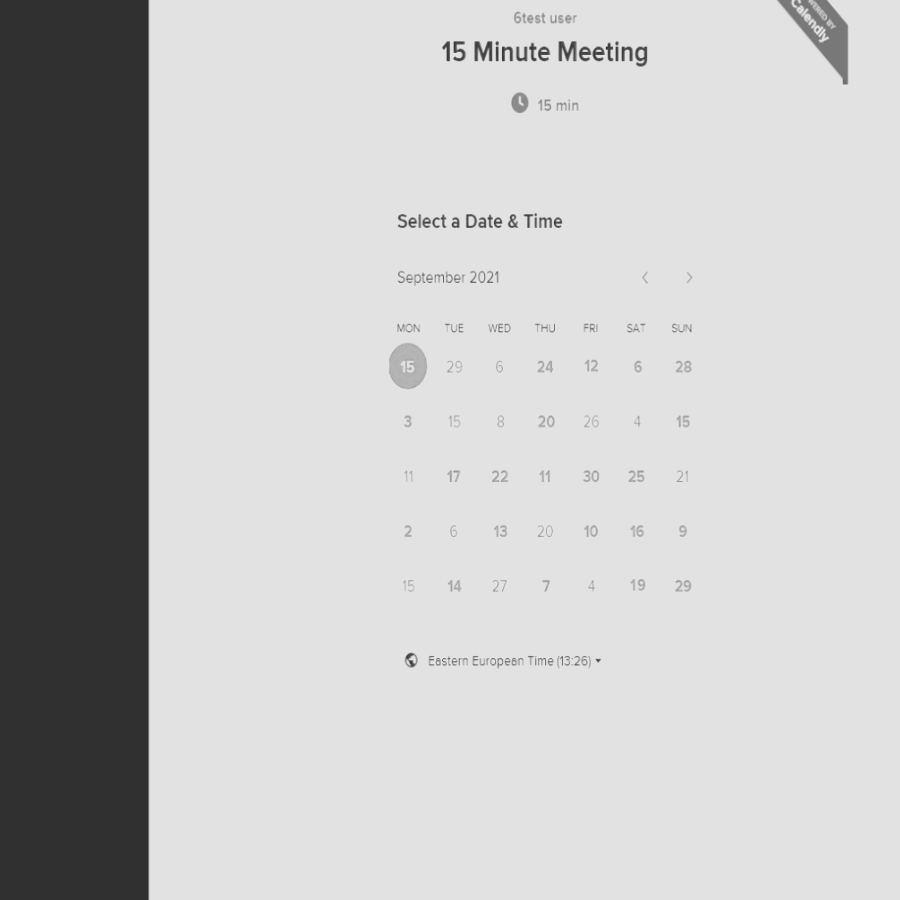 6test user
15 Minute Meeting
15 min
Calendly
Select a Date & Time
September 2021
MON TUE WED THU FRI SAT SUN
15 29 6 24 12 6 28
3 15 8 20 26 4 15
11 17 22 11 30 25 21
2 6 13 20 10 16 9
15 14 27 7 4 19 29
Eastern European Time (13:26)